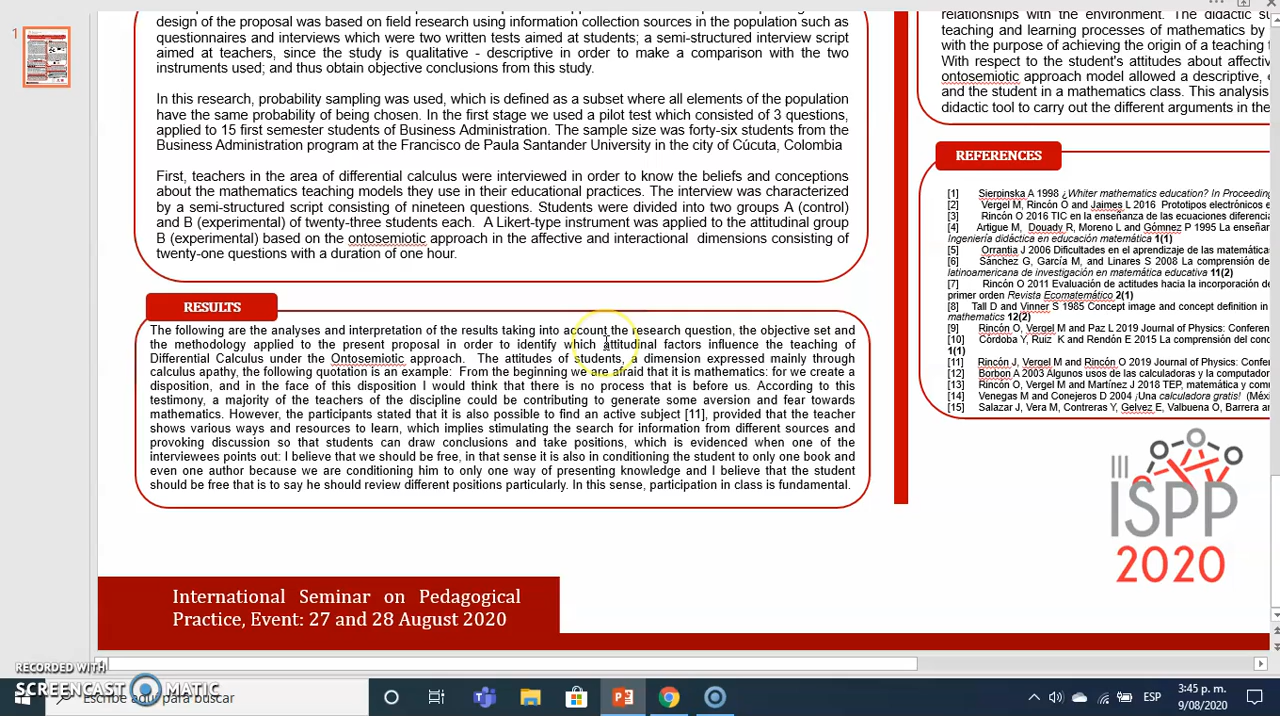 1
design of the proposal was based on field research using information collection sources in the population such as
questionnaires and interviews which were two written tests aimed at students; a semi-structured interview script
aimed at teachers, since the study is qualitative - descriptive in order to make a comparison with the two
instruments used; and thus obtain objective conclusions from this study.
In this research, probability sampling was used, which is defined as a subset where all elements of the population
have the same probability of being chosen. In the first stage we used a pilot test which consisted of 3 questions,
applied to 15 first semester students of Business Administration. The sample size was forty-six students from the
Business Administration program at the Francisco de Paula Santander University in the city of Cúcuta, Colombia
First, teachers in the area of differential calculus were interviewed in order to know the beliefs and conceptions
about the mathematics teaching models they use in their educational practices. The interview was characterized
by a semi-structured script consisting of nineteen questions. Students were divided into two groups A (control)
and B (experimental) of twenty-three students each. A Likert-type instrument was applied to the attitudinal group
B (experimental) based on the ontosemiotic approach in the affective and interactional dimensions consisting of
twenty-one questions with a duration of one hour.
RESULTS
The following are the analyses and interpretation of the results taking into account the research question, the objective set and
the methodology applied to the present proposal in order to identify which attitudinal factors influence the teaching of
Differential Calculus under the Ontosemiotic approach. The attitudes of students a dimension expressed mainly through
calculus apathy, the following quotation is an example: From the beginning we are afraid that it is mathematics: for we create a
disposition, and in the face of this disposition I would think that there is no process that is before us. According to this
testimony, a majority of the teachers of the discipline could be contributing to generate some aversion and fear towards
mathematics. However, the participants stated that it is also possible to find an active subject [11], provided that the teacher
shows various ways and resources to learn, which implies stimulating the search for information from different sources and
provoking discussion so that students can draw conclusions and take positions, which is evidenced when one of the
interviewees points out: I believe that we should be free, in that sense it is also in conditioning the student to only one book and
even one author because we are conditioning him to only one way of presenting knowledge and I believe that the student
should be free that is to say he should review different positions particularly. In this sense, participation in class is fundamental.
relationships with the environment. The didactic su
teaching and learning processes of mathematics by
with the purpose of achieving the origin of a teaching t
With respect to the student's attitudes about affectiv
ontosemiotic approach model allowed a descriptive, e
and the student in a mathematics class. This analysis
didactic tool to carry out the different arguments in the
REFERENCES
[1] Sierpinska A 1998 ¿Whiter mathematics education? In Proceeding
[2] Vergel M, Rincón O and Jaimes L 2016 Prototipos electrónicos e
[3] Rincón O 2016 TIC en la enseñanza de las ecuaciones diferencia
[4] Artigue M, Douady R, Moreno L and Gómnez P 1995 La enseñar
Ingeniería didáctica en educación matemática 1(1)
[5] Orrantia J 2006 Dificultades en el aprendizaje de las matemática
[6] Sánchez G, García M, and Linares S 2008 La comprensión de
latinoamericana de investigación en matemática educativa 11(2)
[7] Rincón O 2011 Evaluación de actitudes hacia la incorporación d
primer orden Revista Ecomatemático 2(1)
[8] Tall D and Vinner S 1985 Concept image and concept definition in
mathematics 12(2)
[9] Rincón O, Vergel M and Paz L 2019 Journal of Physics: Conferen
[10] Córdoba Y, Ruiz K and Rendón E 2015 La comprensión del conc
1(1)
[11] Rincón J, Vergel M and Rincón O 2019 Journal of Physics: Confe
[12] Borbon A 2003 Algunos usos de las calculadoras y la computador
[13] Rincón O, Vergel M and Martínez J 2018 TEP, matemática y comu
[14] Venegas M and Conejeros D 2004 ¡Una calculadora gratis! (Méxi
[15] Salazar J, Vera M, Contreras Y, Gelvez E, Valbuena O, Barrera a
III
ISPP
2020
International Seminar on Pedagogical
Practice, Event: 27 and 28 August 2020
RECORDED WITH
SCREENCAST MATIC
Escribe aquí para buscar
ESP
3:45 p. m.
9/08/2020